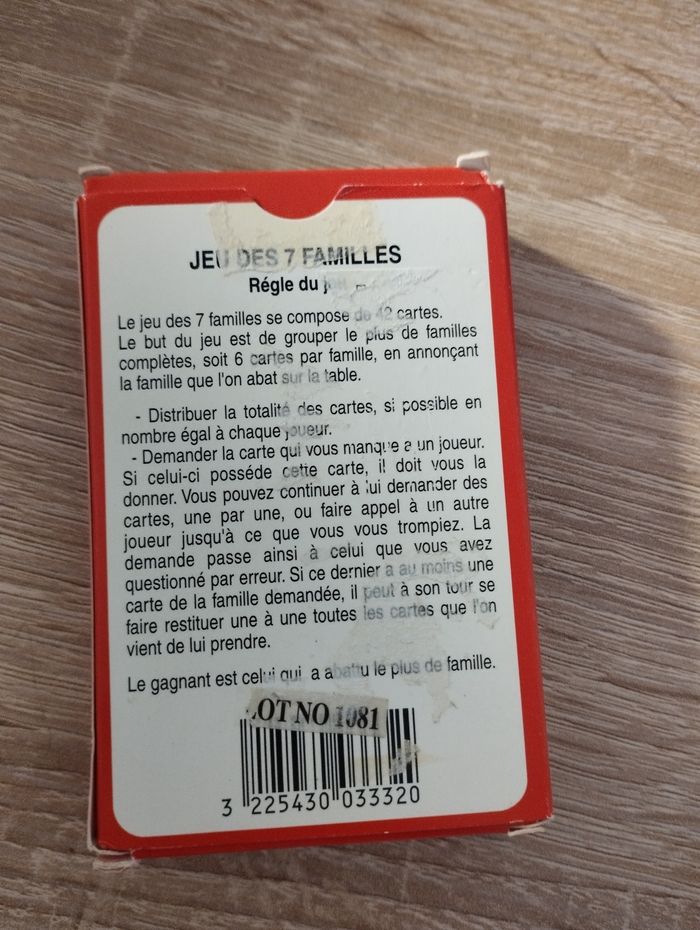 JEU DES 7 FAMILLES
Régle du jeu
Le jeu des 7 familles se compose de 42 cartes.
Le but du jeu est de grouper le plus de familles
complètes, soit 6 cartes par famille, en annonçant
la famille que l'on abat sur la table.
- Distribuer la totalité des cartes, si possible en
nombre égal à chaque joueur.
- Demander la carte qui vous manque a un joueur.
Si celui-ci posséde cette carte, il doit vous la
donner. Vous pouvez continuer à lui demander des
cartes, une par une, ou faire appel à un autre
joueur jusqu'à ce que vous vous trompiez. La
demande passe ainsi à celui que vous avez
questionné par erreur. Si ce dernier a au moins une
carte de la famille demandée, il peut à son tour se
faire restituer une à une toutes les cartes que l'on
vient de lui prendre.
Le gagnant est celui qui a abattu le plus de famille.
LOT NO 1081
3 225430 033320